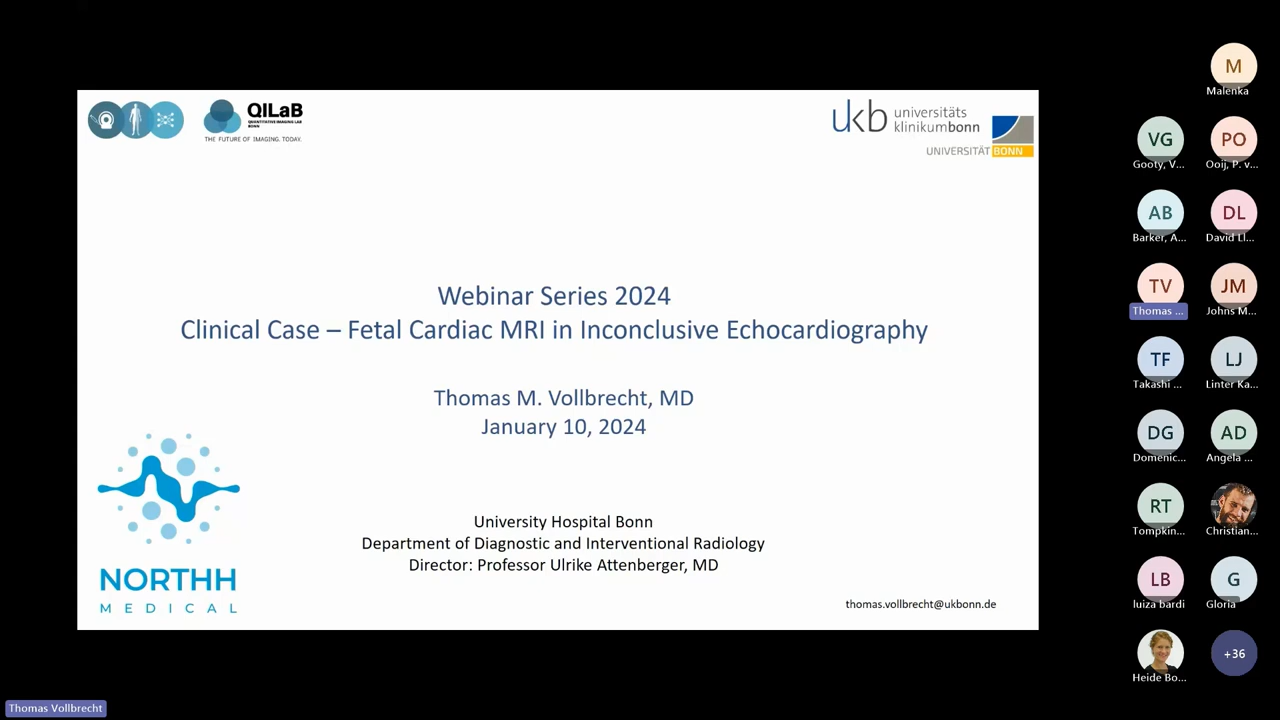 QILaB
QUANTITATIVE IMAGING LAB
BONN
THE FUTURE OF IMAGING. TODAY.
ukb universitäts
klinikumbonn
UNIVERSITÄT BONN
Webinar Series 2024
Clinical Case – Fetal Cardiac MRI in Inconclusive Echocardiography
Thomas M. Vollbrecht, MD
January 10, 2024
University Hospital Bonn
Department of Diagnostic and Interventional Radiology
Director: Professor Ulrike Attenberger, MD
thomas.vollbrecht@ukbonn.de
NORTHH
MEDICAL
M
Malenka
VG
Gooty, V...
PO
Ooij, P. v...
AB
Barker, A...
DL
David Ll...
TV
Thomas ...
JM
Johns M...
TF
Takashi ...
LJ
Linter Ka...
DG
Domenic...
AD
Angela ...
RT
Tompkin...
Christian...
LB
luiza bardi
G
Gloria
Heide Bo...
+36
Thomas Vollbrecht